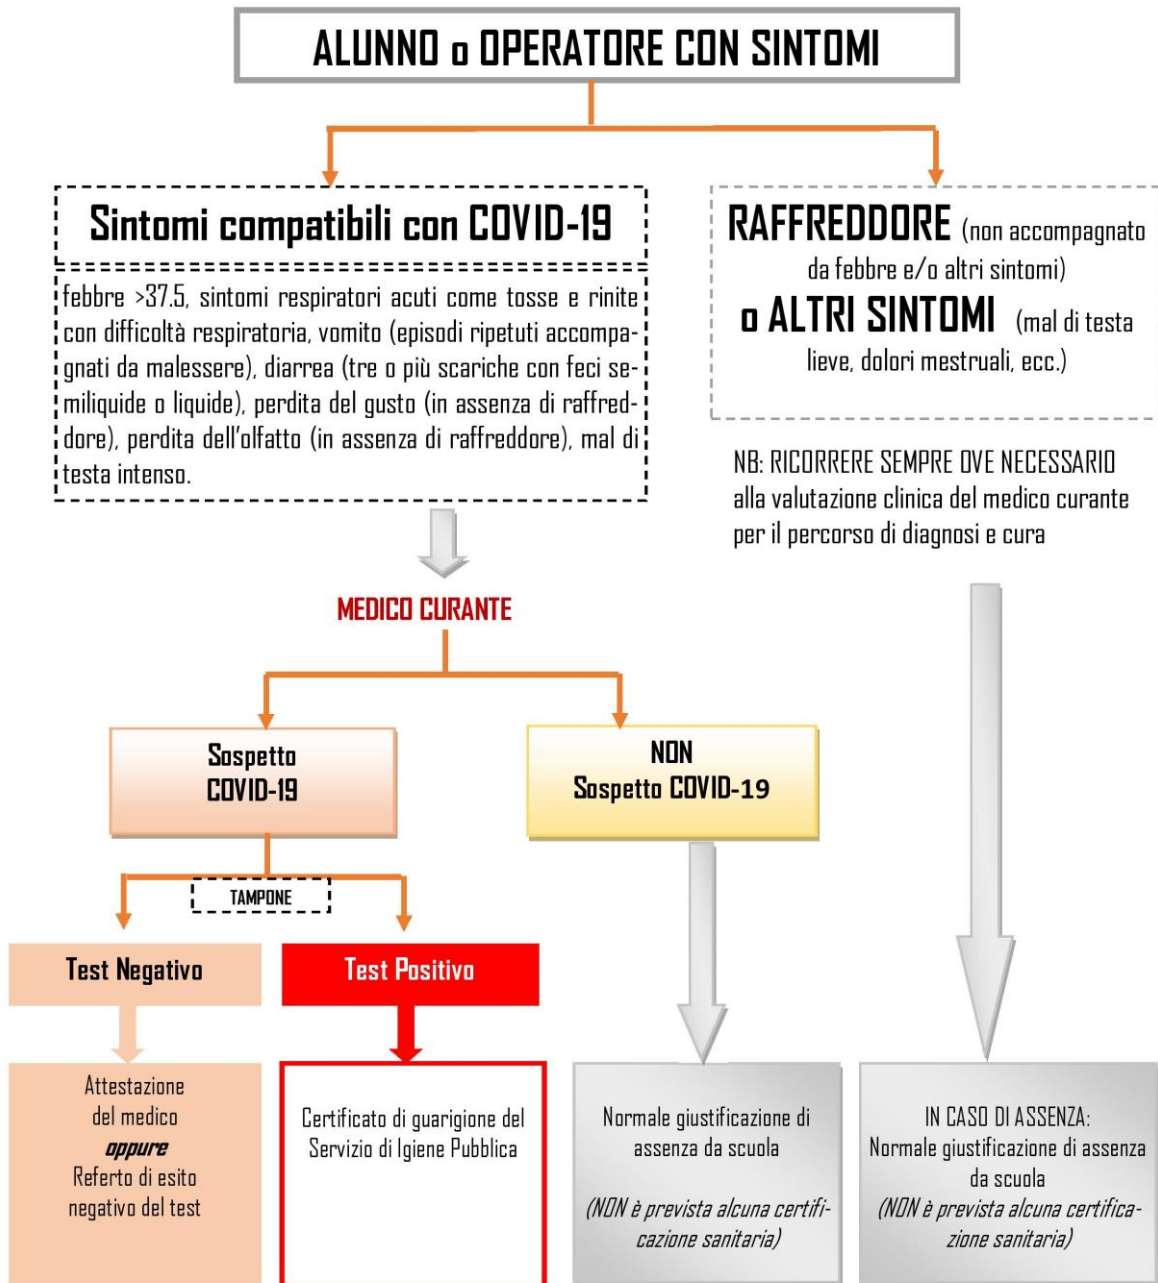 ALUNNO o OPERATORE CON SINTOMI
Sintomi compatibili con COVID-19
febbre >37.5, sintomi respiratori acuti come tosse e rinite
con difficoltà respiratoria, vomito (episodi ripetuti accompa-
gnati da malessere), diarrea (tre o più scariche con feci se-
miliquide o liquide), perdita del gusto (in assenza di raffred-
dore), perdita dell'olfatto (in assenza di raffreddore), mal di
testa intenso.
RAFFREDDORE (non accompagnato
da febbre e/o altri sintomi)
o ALTRI SINTOMI (mal di testa
lieve, dolori mestruali, ecc.)
NB: RICORRERE SEMPRE OVE NECESSARIO
alla valutazione clinica del medico curante
per il percorso di diagnosi e cura
MEDICO CURANTE
Sospetto
COVID-19
NON
Sospetto COVID-19
TAMPONE
Test Negativo
Test Positivo
Attestazione
del medico
oppure
Referto di esito
negativo del test
Certificato di guarigione del
Servizio di Igiene Pubblica
Normale giustificazione di
assenza da scuola
(NON è prevista alcuna certifi-
cazione sanitaria)
IN CASO DI ASSENZA:
Normale giustificazione di assenza
da scuola
(NON è prevista alcuna certifica-
zione sanitaria)